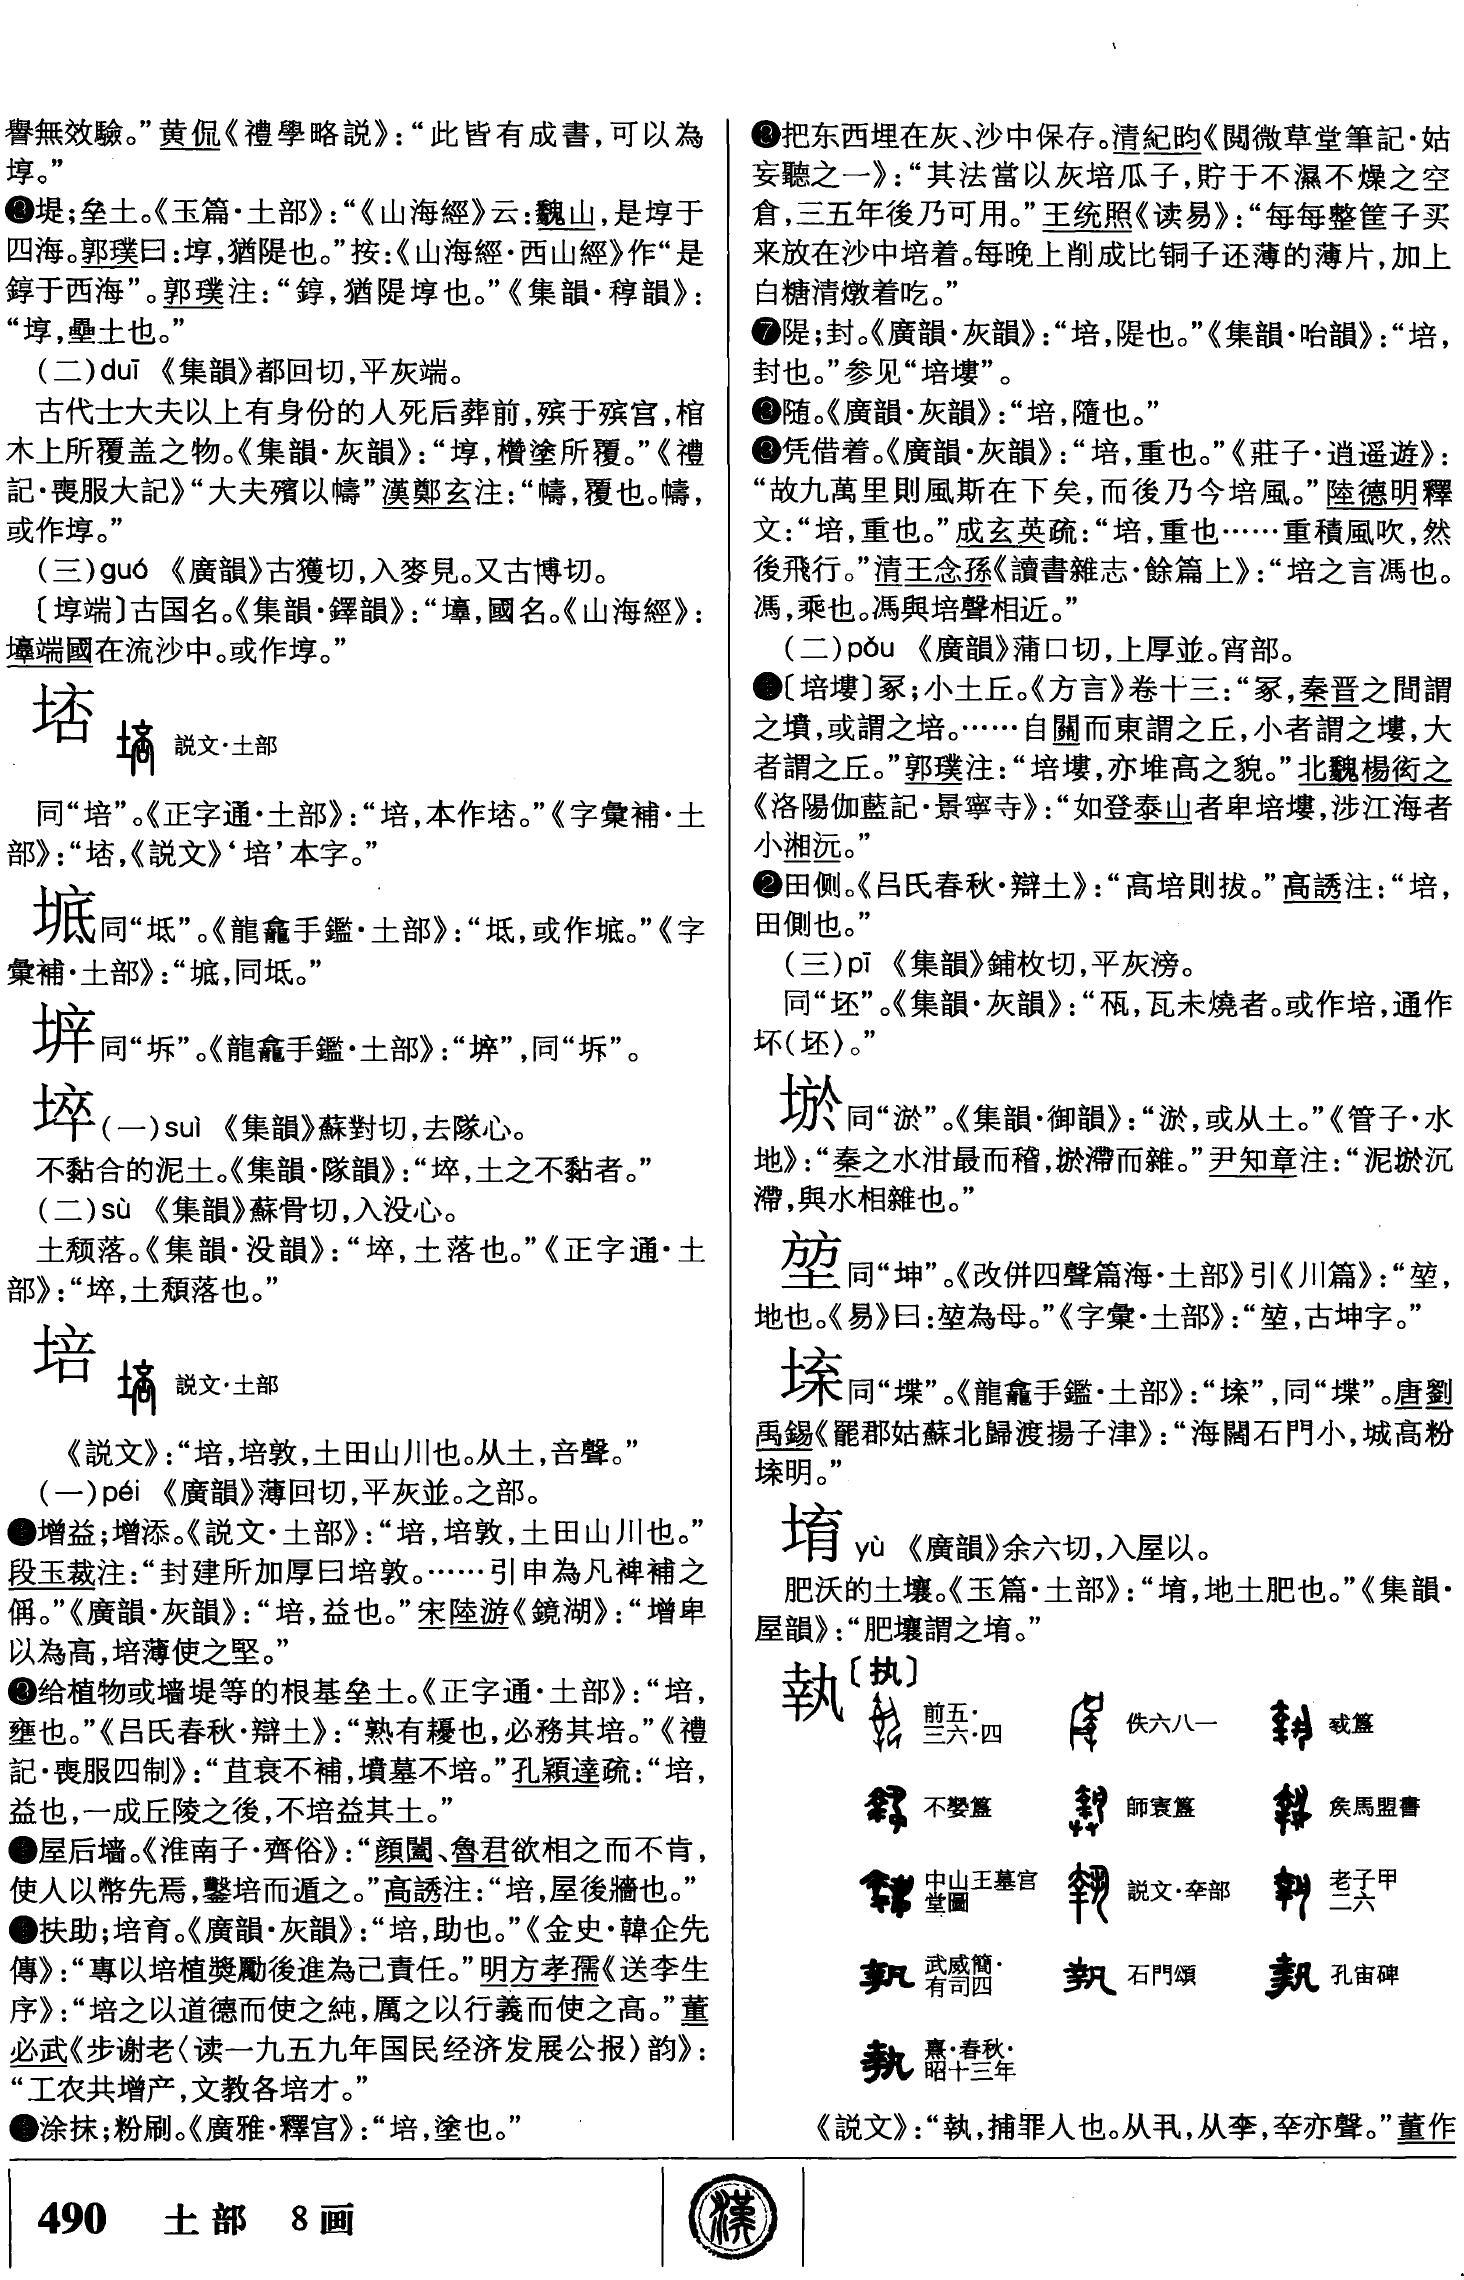 礜無效驗。”黄侃《禮學略説》：“此皆有成書，可以為
埻。”
堤；垒土。《玉篇·土部》：“《山海經》云：騩山，是埻于
四海。郭璞曰：埻，猶隄也。”按：《山海經·西山經》作“是
錞于西海”。郭璞注：“錞，猶隄埻也。”《集韻·稕韻》：
“埻，壘土也。”
（二）duī 《集韻》都回切，平灰端。
古代士大夫以上有身份的人死后葬前，殡于殡宫，棺
木上所覆盖之物。《集韻·灰韻》：“埻，欑塗所覆。”《禮
記·喪服大記》“大夫殯以幬”漢鄭玄注：“幬，覆也。幬，
或作埻。”
（三）guó 《廣韻》古獲切，入麥見。又古博切。
〔埻端〕古国名。《集韻·鐸韻》：“𡓜，國名。《山海經》：
𡓜端國在流沙中。或作埻。”
説文·土部
同“培”。《正字通·土部》：“培，本作㙇。”《字彙補·土
部》：“㙇，《説文》‘培’本字。”
同“坻”。《龍龕手鑑·土部》：“坻，或作。”《字
彙補·土部》：“，同坻。”
同“坼”。《龍龕手鑑·土部》：“”，同“坼”。
埣（一）suì 《集韻》蘇對切，去隊心。
不黏合的泥土。《集韻·隊韻》：“埣，土之不黏者。”
（二）sù 《集韻》蘇骨切，入没心。
土颓落。《集韻·没韻》：“埣，土落也。”《正字通·土
部》：“埣，土頽落也。”
培 説文·土部
《説文》：“培，培敦，土田山川也。从土，咅聲。”
（一）péi 《廣韻》薄回切，平灰並。之部。
增益；增添。《説文·土部》：“培，培敦，土田山川也。”
段玉裁注：“封建所加厚曰培敦。……引申為凡裨補之
偁。”《廣韻·灰韻》：“培，益也。”宋陸游《鏡湖》：“增卑
以為高，培薄使之堅。”
给植物或墙堤等的根基垒土。《正字通·土部》：“培，
壅也。”《吕氏春秋·辯土》：“熟有耰也，必務其培。”《禮
記·喪服四制》：“苴衰不補，墳墓不培。”孔穎達疏：“培，
益也，一成丘陵之後，不培益其土。”
屋后墙。《淮南子·齊俗》：“顔闔、魯君欲相之而不肯，
使人以幣先焉，鑿培而遁之。”高誘注：“培，屋後牆也。”
扶助；培育。《廣韻·灰韻》：“培，助也。”《金史·韓企先
傳》：“專以培植獎勵後進為己責任。”明方孝孺《送李生
序》：“培之以道德而使之純，厲之以行義而使之高。”董
必武《步谢老〈读一九五九年国民经济发展公报〉韵》：
“工农共增产，文教各培才。”
涂抹；粉刷。《廣雅·釋宫》：“培，塗也。”
把东西埋在灰、沙中保存。清紀昀《閲微草堂筆記·姑
妄聽之一》：“其法當以灰培瓜子，貯于不濕不燥之空
倉，三五年後乃可用。”王统照《读易》：“每每整筐子买
来放在沙中培着。每晚上削成比铜子还薄的薄片，加上
白糖清燉着吃。”
❼隄；封。《廣韻·灰韻》：“培，隄也。”《集韻·咍韻》：“培，
封也。”参见“培塿”。
随。《廣韻·灰韻》：“培，隨也。”
凭借着。《廣韻·灰韻》：“培，重也。”《莊子·逍遥遊》：
“故九萬里則風斯在下矣，而後乃今培風。”陸德明釋
文：“培，重也。”成玄英疏：“培，重也……重積風吹，然
後飛行。”清王念孫《讀書雜志·餘篇上》：“培之言馮也。
馮，乘也。馮與培聲相近。”
（二）pǒu 《廣韻》蒲口切，上厚並。宵部。
〔培塿〕冢；小土丘。《方言》卷十三：“冢，秦晋之間謂
之墳，或謂之培。……自關而東謂之丘，小者謂之塿，大
者謂之丘。”郭璞注：“培塿，亦堆高之貌。”北魏楊衒之
《洛陽伽藍記·景寧寺》：“如登泰山者卑培塿，涉江海者
小湘沅。”
❷田侧。《吕氏春秋·辯土》：“高培則拔。”高誘注：“培，
田側也。”
（三）pī 《集韻》鋪枚切，平灰滂。
同“坯”。《集韻·灰韻》：“㼣，瓦未燒者。或作培，通作
坏（坯）。”
埱同“淤”。《集韻·御韻》：“淤，或从土。”《管子·水
地》：“秦之水泔最而稽，㶜滯而雜。”尹知章注：“泥㶜沉
滯，與水相雜也。”
堃同“坤”。《改併四聲篇海·土部》引《川篇》：“堃，
地也。《易》曰：堃為母。”《字彙·土部》：“堃，古坤字。”
同“堞”。《龍龕手鑑·土部》：“”，同“堞”。唐劉
禹錫《罷郡姑蘇北歸渡揚子津》：“海闊石門小，城高粉
明。”
堉 yù 《廣韻》余六切，入屋以。
肥沃的土壤。《玉篇·土部》：“堉，地土肥也。”《集韻·
屋韻》：“肥壤謂之堉。”
執〔执〕
前五·三六·四 佚六八一 㦰簋
不𡢁簋 師㝨簋 矦馬盟書
中山王墓宫堂圖 説文·㚔部 老子甲二六
武威簡·有司四 石門頌 孔宙碑
熹·春秋·昭十三年
《説文》：“執，捕罪人也。从丮，从㚔，㚔亦聲。”董作
490 土部 8画
漢